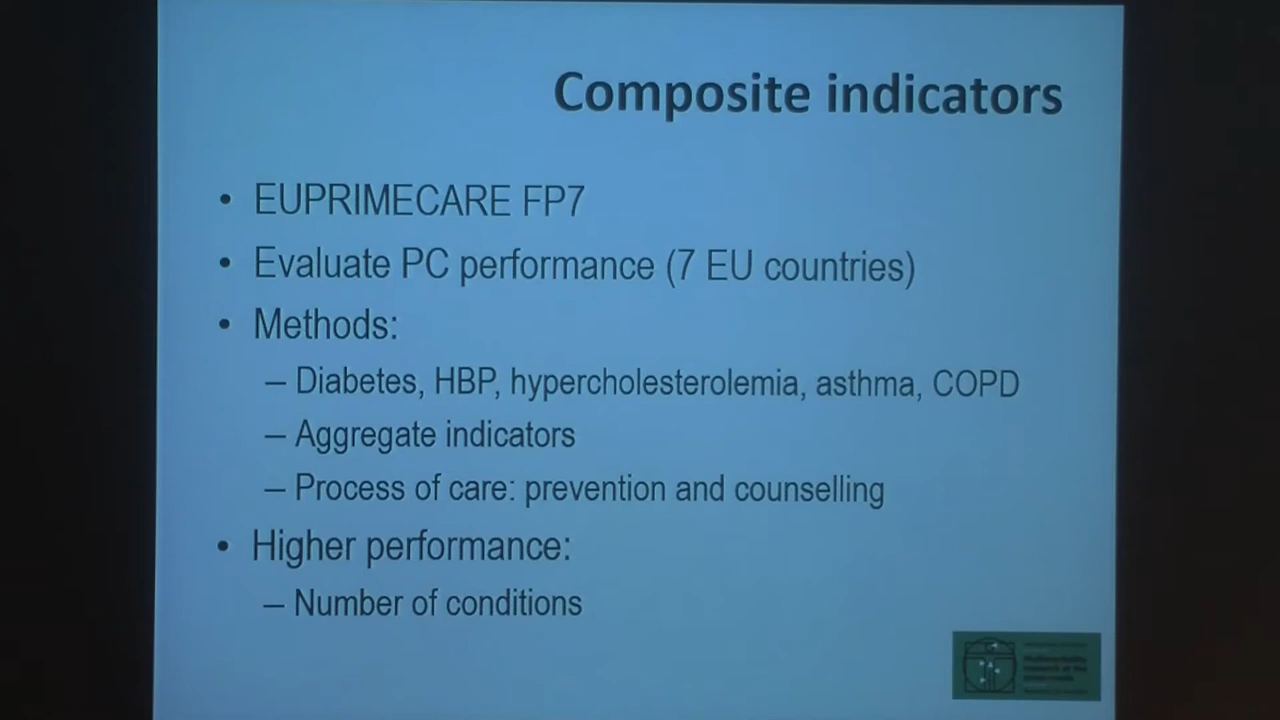 Composite indicators
• EUPRIMECARE FP7
• Evaluate PC performance (7 EU countries)
• Methods:
– Diabetes, HBP, hypercholesterolemia, asthma, COPD
– Aggregate indicators
– Process of care: prevention and counselling
• Higher performance:
– Number of conditions